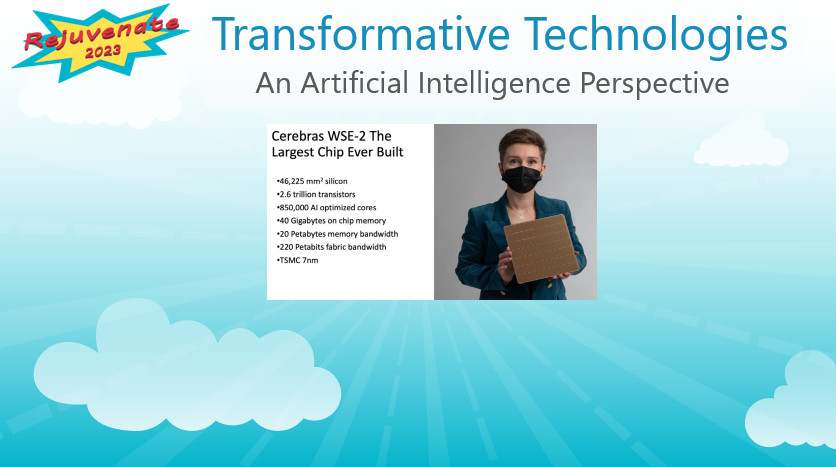 Rejuvenate
2023
Transformative Technologies
An Artificial Intelligence Perspective
Cerebras WSE-2 The
Largest Chip Ever Built
•46,225 mm² silicon
•2.6 trillion transistors
•850,000 AI optimized cores
•40 Gigabytes on chip memory
•20 Petabytes memory bandwidth
•220 Petabits fabric bandwidth
•TSMC 7nm